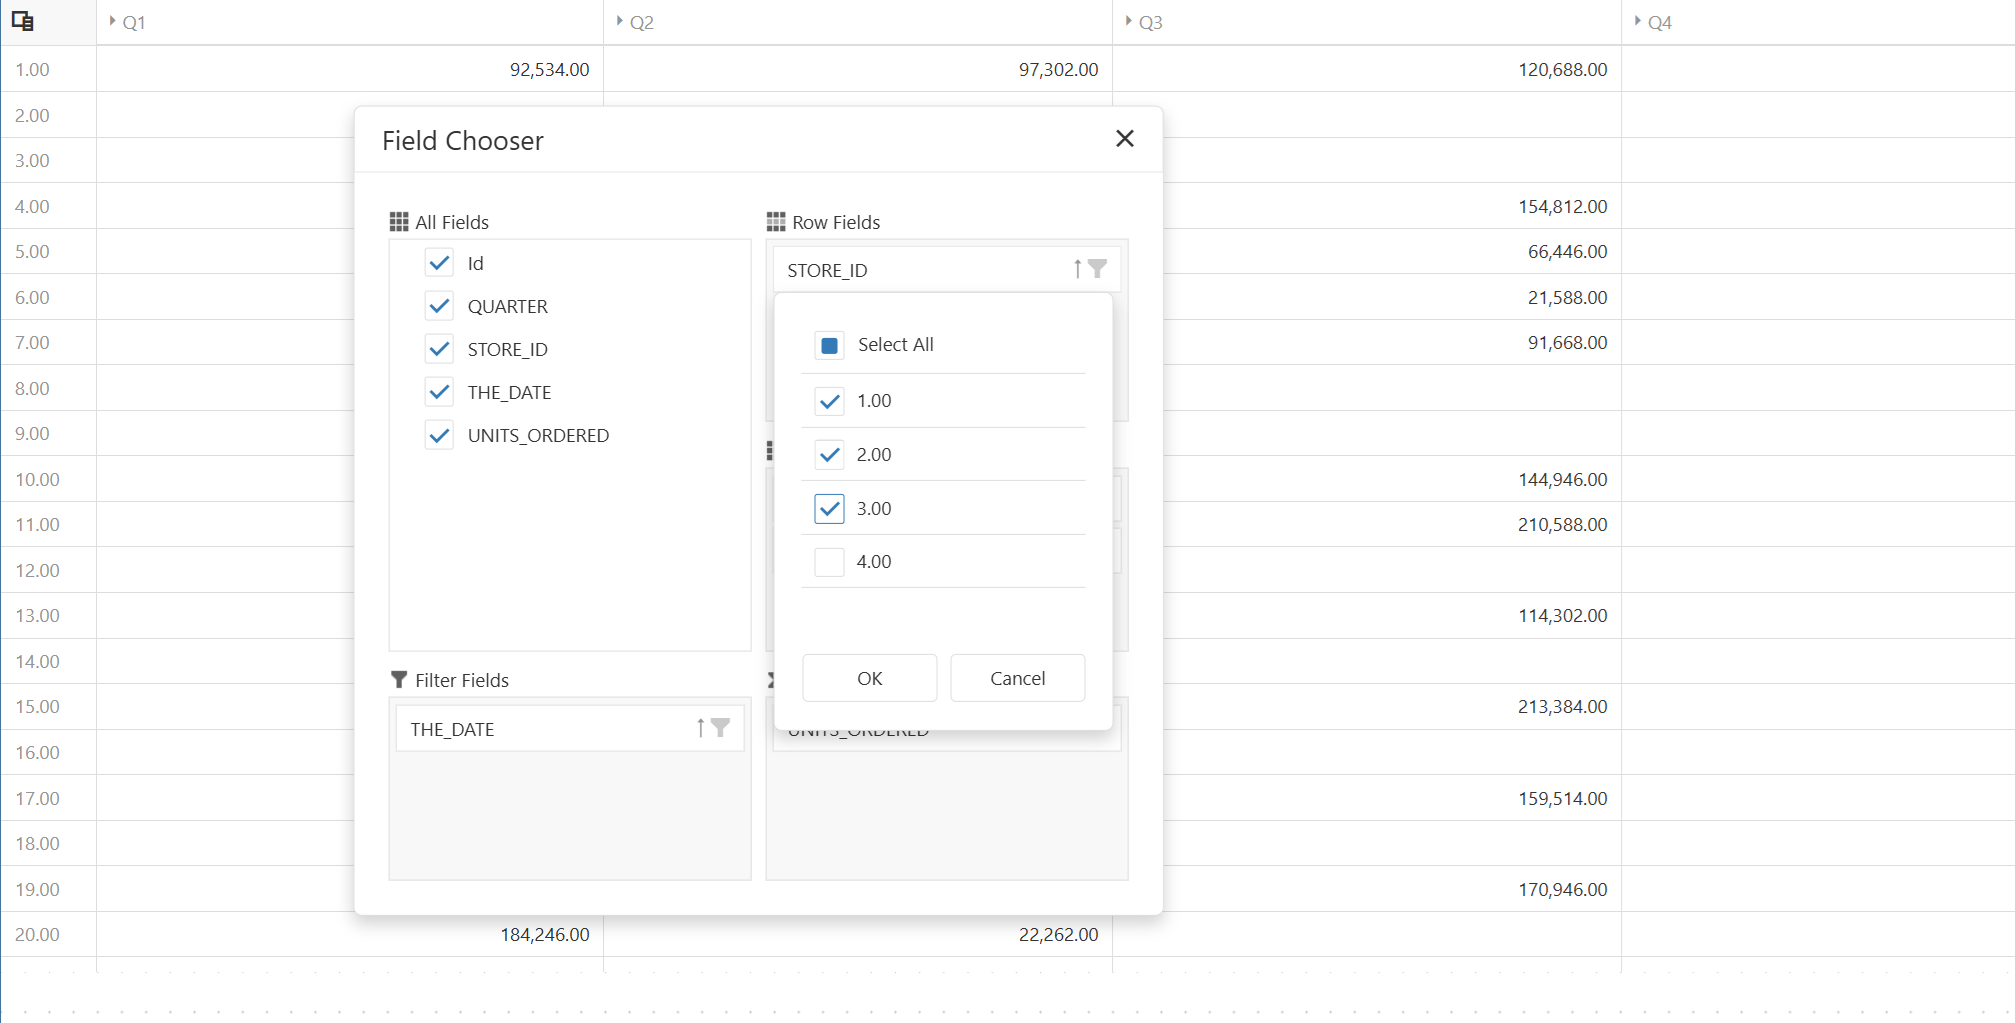 Q1 Q2 Q3 Q4
1.00 92,534.00 97,302.00 120,688.00
2.00
3.00
4.00 154,812.00
5.00 66,446.00
6.00 21,588.00
7.00 91,668.00
8.00
9.00
10.00 144,946.00
11.00 210,588.00
12.00
13.00 114,302.00
14.00
15.00 213,384.00
16.00
17.00 159,514.00
18.00
19.00 170,946.00
20.00 184,246.00 22,262.00
Field Chooser
All Fields
Id
QUARTER
STORE_ID
THE_DATE
UNITS_ORDERED
Row Fields
STORE_ID
Select All
1.00
2.00
3.00
4.00
OK Cancel
Filter Fields
THE_DATE
UNITS_ORDERED